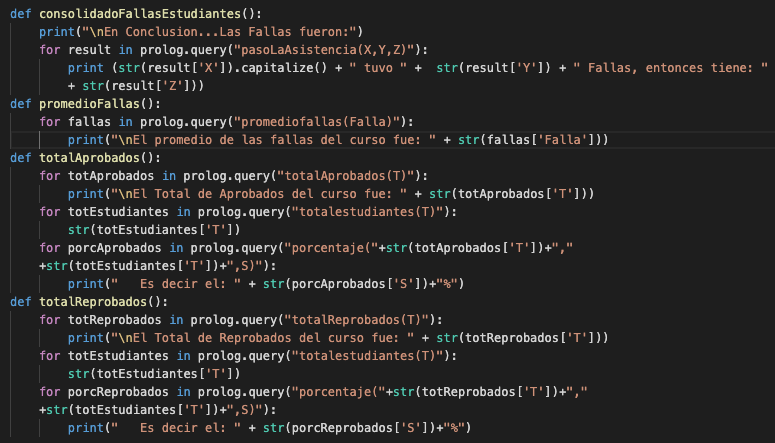 def consolidadoFallasEstudiantes():
    print("\nEn Conclusion...Las Fallas fueron:")
    for result in prolog.query("pasoLaAsistencia(X,Y,Z)"):
        print (str(result['X']).capitalize() + " tuvo " +  str(result['Y']) + " Fallas, entonces tiene: "
        + str(result['Z']))
def promedioFallas():
    for fallas in prolog.query("promediofallas(Falla)"):
        print("\nEl promedio de las fallas del curso fue: " + str(fallas['Falla']))
def totalAprobados():
    for totAprobados in prolog.query("totalAprobados(T)"):
        print("\nEl Total de Aprobados del curso fue: " + str(totAprobados['T']))
    for totEstudiantes in prolog.query("totalestudiantes(T)"):
        str(totEstudiantes['T'])
    for porcAprobados in prolog.query("porcentaje("+str(totAprobados['T'])+","
    +str(totEstudiantes['T'])+",S)"):
        print("   Es decir el: " + str(porcAprobados['S'])+"%")
def totalReprobados():
    for totReprobados in prolog.query("totalReprobados(T)"):
        print("\nEl Total de Reprobados del curso fue: " + str(totReprobados['T']))
    for totEstudiantes in prolog.query("totalestudiantes(T)"):
        str(totEstudiantes['T'])
    for porcReprobados in prolog.query("porcentaje("+str(totReprobados['T'])+","
    +str(totEstudiantes['T'])+",S)"):
        print("   Es decir el: " + str(porcReprobados['S'])+"%")